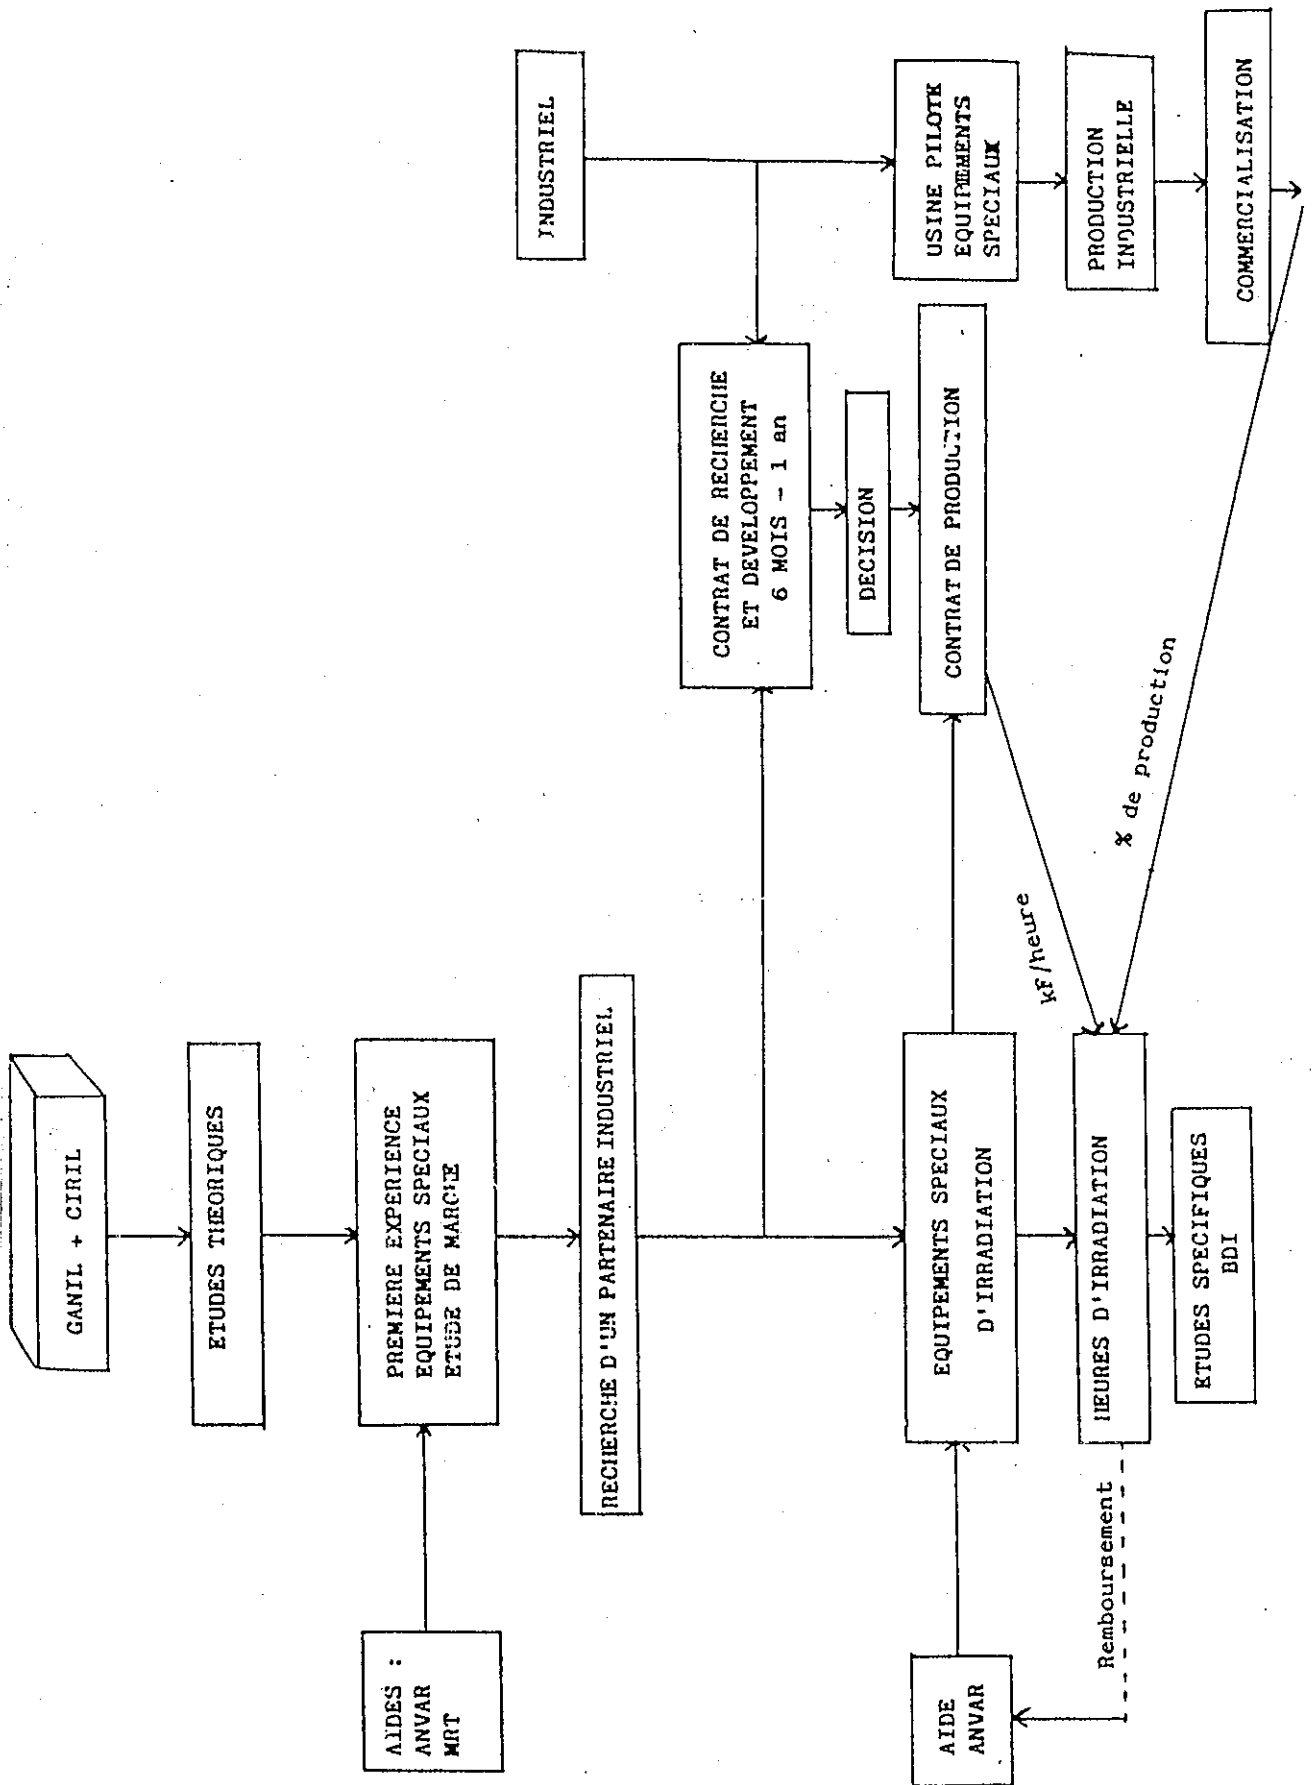 GANIL + CIRIL
ETUDES THEORIQUES
AIDES :
ANVAR
MRT
PREMIERE EXPERIENCE
EQUIPEMENTS SPECIAUX
ETUDE DE MARCHE
RECHERCHE D'UN PARTENAIRE INDUSTRIEL
INDUSTRIEL
CONTRAT DE RECHERCHE
ET DEVELOPPEMENT
6 MOIS - 1 an
DECISION
CONTRAT DE PRODUCTION
USINE PILOTE
EQUIPEMENTS
SPECIAUX
PRODUCTION
INDUSTRIELLE
COMMERCIALISATION
AIDE
ANVAR
EQUIPEMENTS SPECIAUX
D'IRRADIATION
kF/heure
% de production
Remboursement
HEURES D'IRRADIATION
ETUDES SPECIFIQUES
BDI